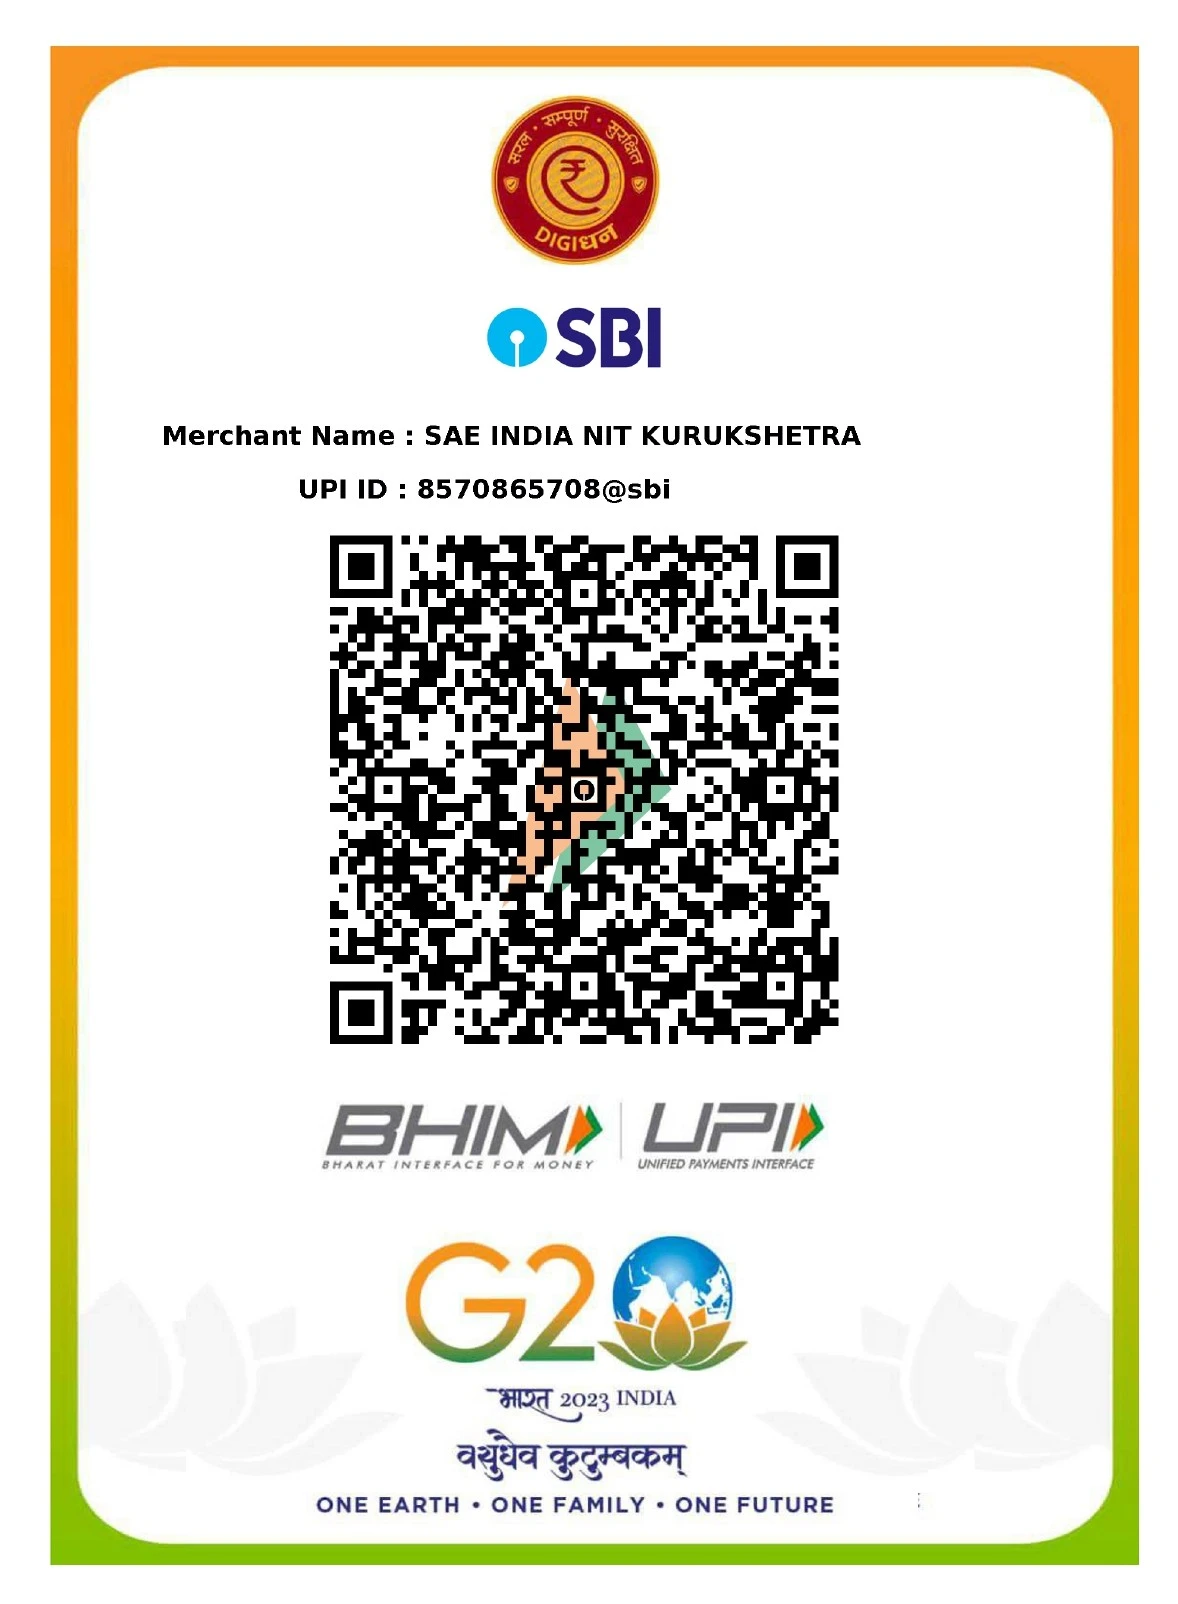 सरल • सम्पूर्ण • सुरक्षित
DIGIधन
SBI
Merchant Name : SAE INDIA NIT KURUKSHETRA
UPI ID : 8570865708@sbi
BHIM UPI
BHARAT INTERFACE FOR MONEY UNIFIED PAYMENTS INTERFACE
G20
भारत 2023 INDIA
वसुधैव कुटुम्बकम्
ONE EARTH • ONE FAMILY • ONE FUTURE